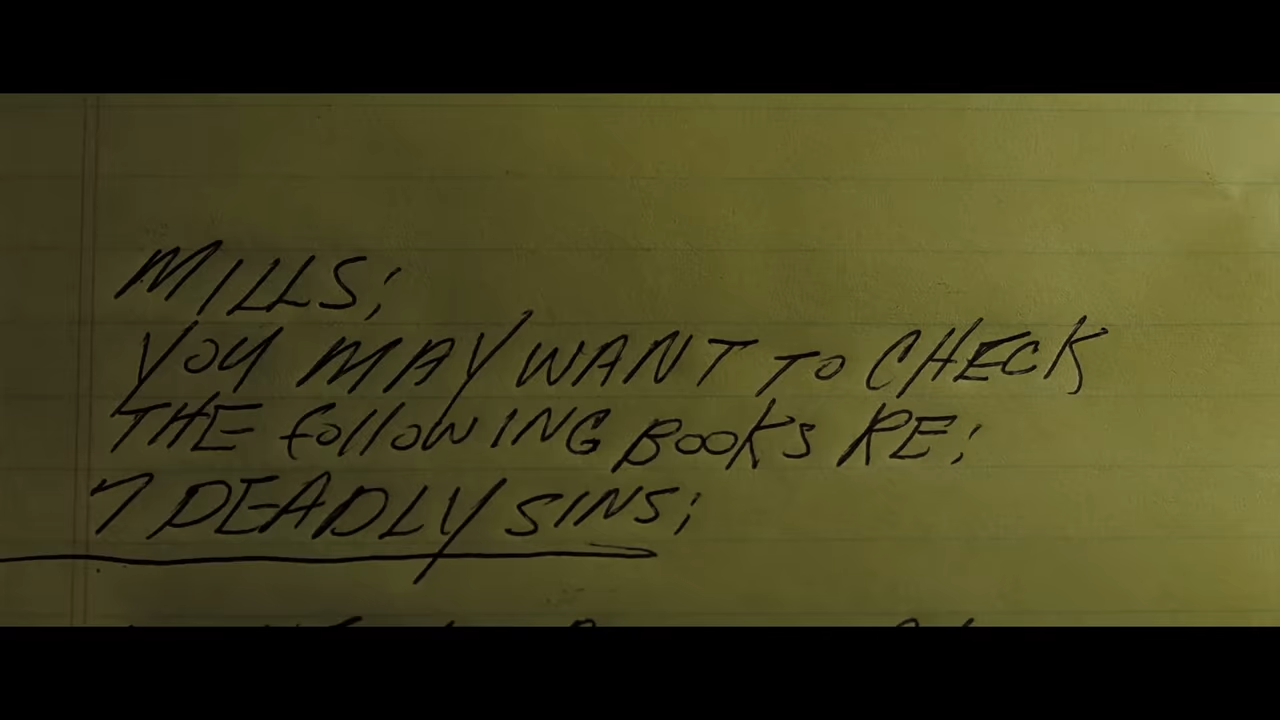 MILLS;
YOU MAY WANT TO CHECK
THE following BOOKS RE;
7 DEADLY SINS;